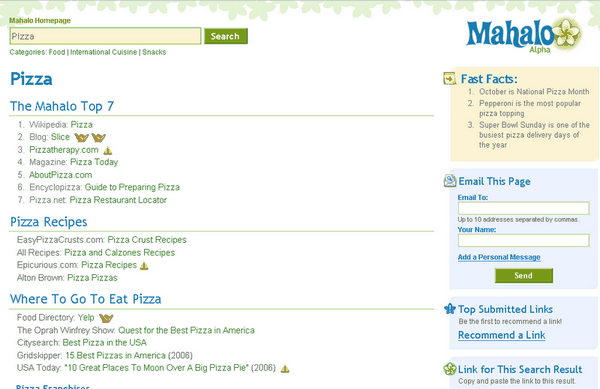 Mahalo Homepage
Pizza
Search
Categories: Food | International Cuisine | Snacks
Mahalo
Alpha
Pizza
The Mahalo Top 7
1. Wikipedia: Pizza
2. Blog: Slice
3. Pizzatherapy.com
4. Magazine: Pizza Today
5. AboutPizza.com
6. Encyclopizza: Guide to Preparing Pizza
7. Pizza.net: Pizza Restaurant Locator
Pizza Recipes
EasyPizzaCrusts.com: Pizza Crust Recipes
All Recipes: Pizza and Calzones Recipes
Epicurious.com: Pizza Recipes
Alton Brown: Pizza Pizzas
Where To Go To Eat Pizza
Food Directory: Yelp
The Oprah Winfrey Show: Quest for the Best Pizza in America
Citysearch: Best Pizza in the USA
Gridskipper: 15 Best Pizzas in America (2006)
USA Today: "10 Great Places To Moon Over A Big Pizza Pie" (2006)
Pizza Franchises
Fast Facts:
1. October is National Pizza Month
2. Pepperoni is the most popular
pizza topping
3. Super Bowl Sunday is one of the
busiest pizza delivery days of
the year
Email This Page
Email To:
Up to 10 addresses separated by commas.
Your Name:
Add a Personal Message
Send
Top Submitted Links
Be the first to recommend a link!
Recommend a Link
Link for This Search Result
Copy and paste the link to this result.